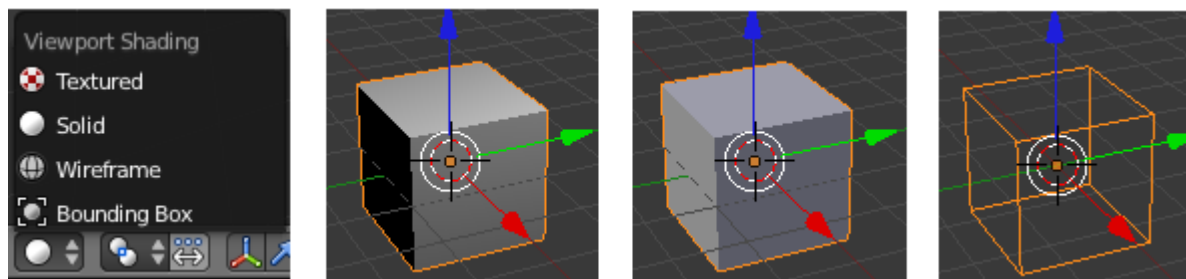 Viewport Shading
Textured
Solid
Wireframe
Bounding Box